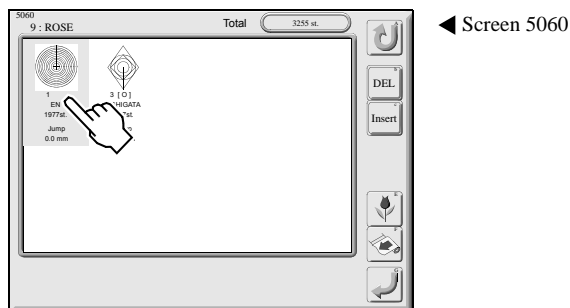 5060
9 : ROSE
Total
3255 st.
◀ Screen 5060
1
EN
1977st.
Jump
0.0 mm
3 [ O ]
HIGATA
st.
DEL
Insert